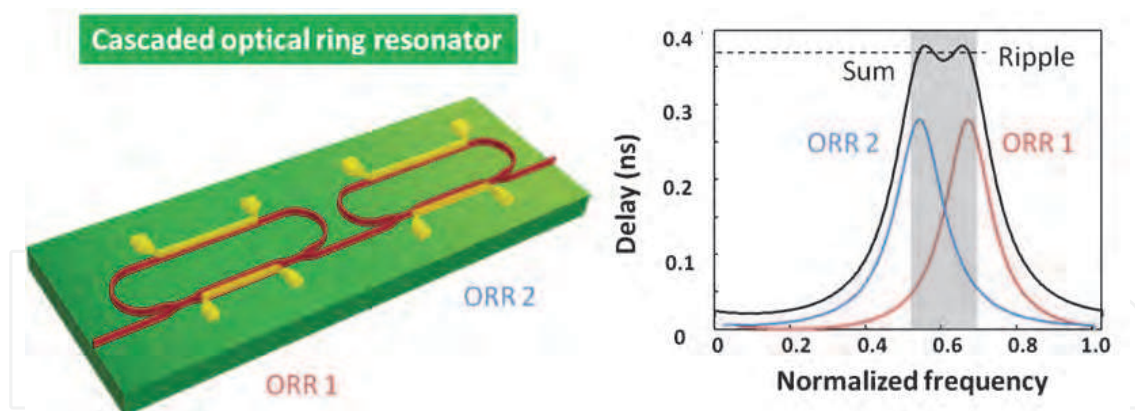 Cascaded optical ring resonator
ORR 2
ORR 1
0.4
0.3
0.2
0.1
0
Delay (ns)
Sum
Ripple
ORR 2
ORR 1
0
0.2
0.4
0.6
0.8
1.0
Normalized frequency